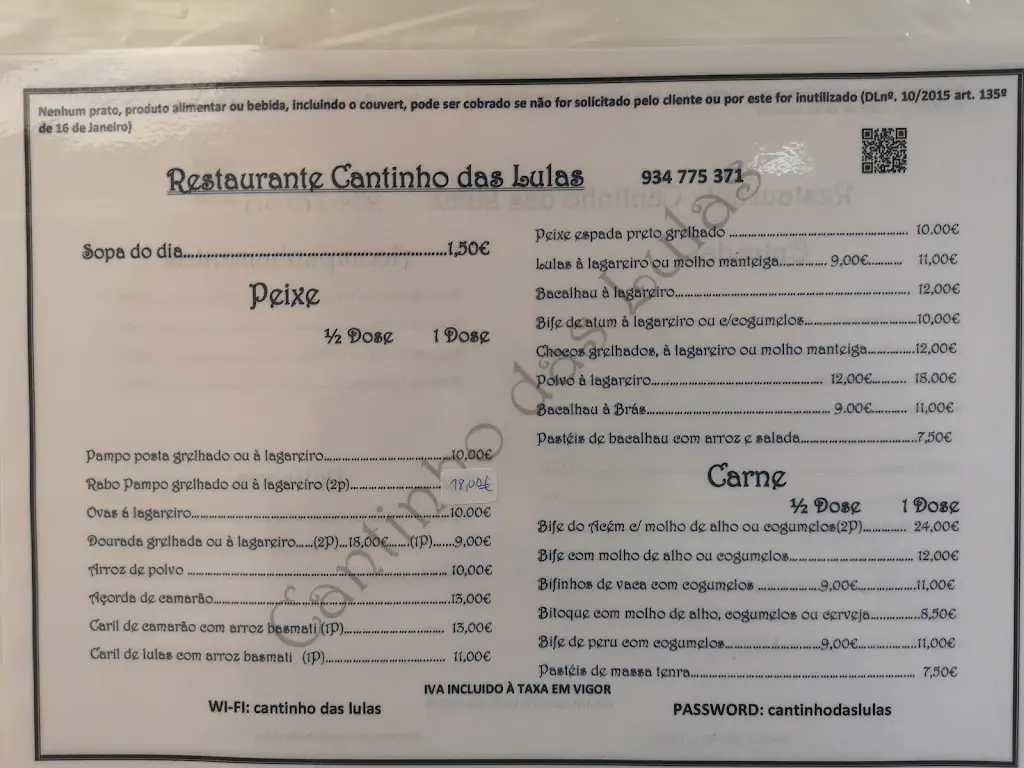 Nenhum prato, produto alimentar ou bebida, incluindo o couvert, pode ser cobrado se não for solicitado pelo cliente ou por este for inutilizado (DLnº. 10/2015 art. 135º
de 16 de Janeiro)
Restaurante Cantinho das Lulas 934 775 371
Sopa do dia...1,50€
Peixe
½ Dose 1 Dose
Pampo posta grelhado ou à lagareiro...10,00€
Rabo Pampo grelhado ou à lagareiro (2p)...18,00€
Ovas á lagareiro...10.00€
Dourada grelhada ou à lagareiro......(2P)...18,00€......(1P)......9,00€
Arroz de polvo ... 10,00€
Açorda de camarão...13,00€
Caril de camarão com arroz basmati (1P)... 13,00€
Caril de lulas com arroz basmati (1P)... 11,00€
Peixe espada preto grelhado ... 10.00€
Lulas à lagareiro ou molho manteiga... 9,00€... 11,00€
Bacalhau à lagareiro... 12,00€
Bife de atum à lagareiro ou c/cogumelos...10,00€
Chocos grelhados, à lagareiro ou molho manteiga...12,00€
Polvo à lagareiro... 12,00€... 18.00€
Bacalhau à Brás... 9.00€... 11,00€
Pastéis de bacalhau com arroz e salada...7,50€
Carne
½ Dose 1 Dose
Bife do Acém c/ molho de alho ou cogumelos(2P)... 24,00€
Bife com molho de alho ou cogumelos... 12,00€
Bifinhos de vaca com cogumelos ...9,00€...11,00€
Bitoque com molho de alho, cogumelos ou cerveja...8,50€
Bife de peru com cogumelos...9,00€...11,00€
Pastéis de massa tenra... 7,50€
IVA INCLUIDO À TAXA EM VIGOR
WI-FI: cantinho das lulas PASSWORD: cantinhodaslulas
Cantinho das Lulas